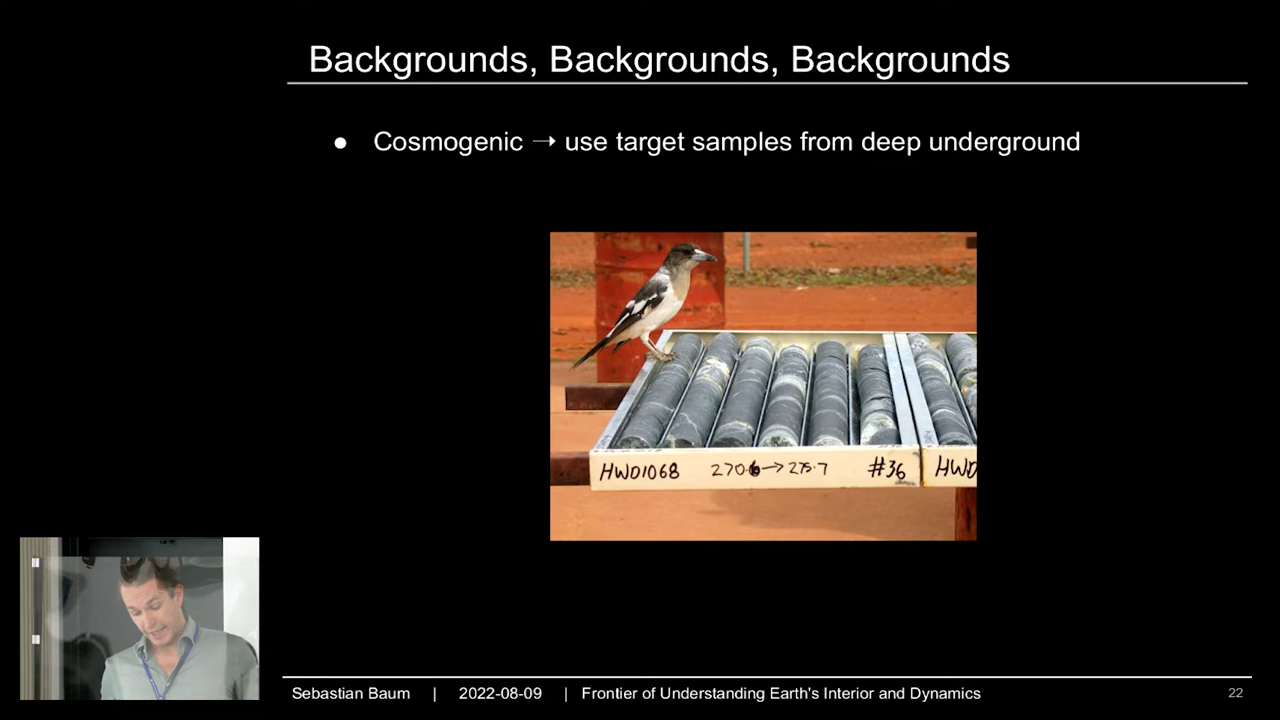 Backgrounds, Backgrounds, Backgrounds
● Cosmogenic → use target samples from deep underground
HWD1068 270.6→275.7 #36 HWD
Sebastian Baum | 2022-08-09 | Frontier of Understanding Earth's Interior and Dynamics 22